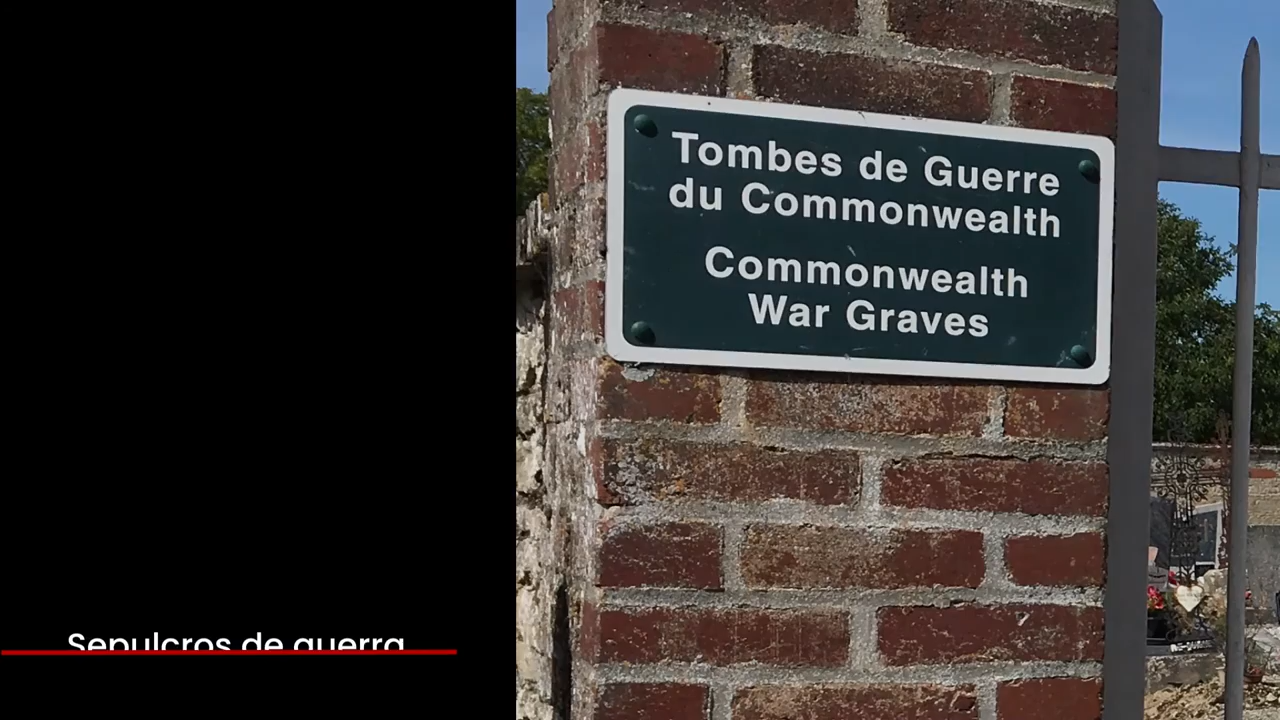 Tombes de Guerre
du Commonwealth
Commonwealth
War Graves
Sepulcros de guerra